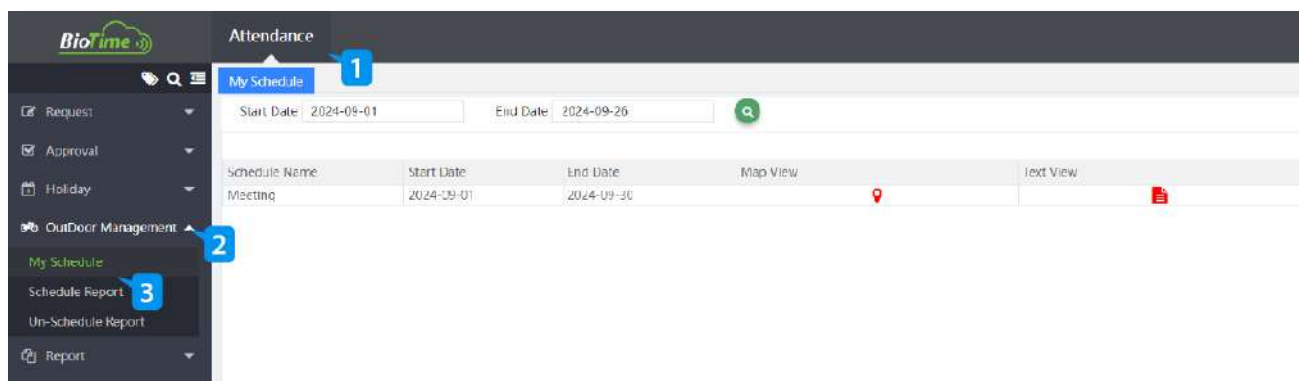 BioTime
Attendance
1
My Schedule
Request
Start Date 2024-09-01 End Date 2024-09-26
Approval
Schedule Name Start Date End Date Map View Text View
Holiday
Meeting 2024-09-01 2024-09-30
OutDoor Management
2
My Schedule
Schedule Report
3
Un-Schedule Report
Report